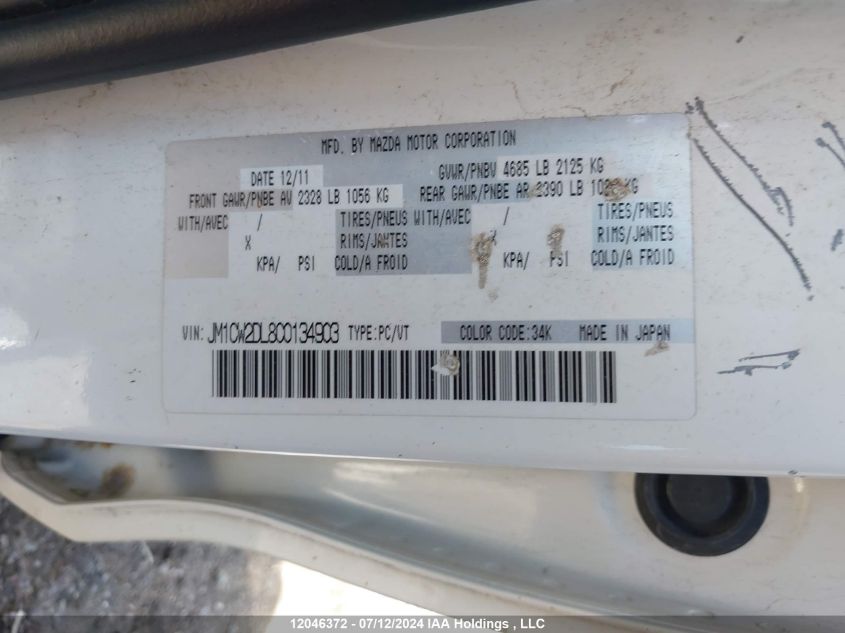 MFD. BY MAZDA MOTOR CORPORATION
DATE 12/11 GVWR/PNBV 4685 LB 2125 KG
FRONT GAWR/PNBE AV 2328 LB 1056 KG REAR GAWR/PNBE AR 2390 LB KG
WITH/AVEC / TIRES/PNEUS WITH/AVEC / TIRES/PNEUS
X RIMS/JANTES X RIMS/JANTES
KPA/ PSI COLD/A FROID KPA/ PSI COLD/A FROID
VIN: JM1CW2DL8C0134903 TYPE:PC/VT COLOR CODE:34K MADE IN JAPAN
12046372 - 07/12/2024 IAA Holdings , LLC